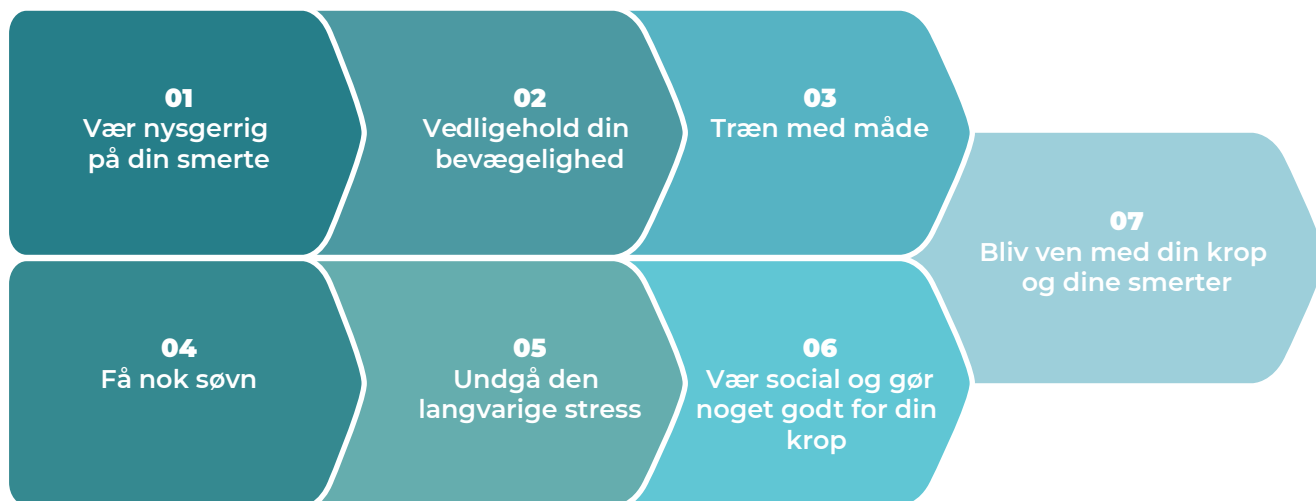 01
Vær nysgerrig
på din smerte
02
Vedligehold din
bevægelighed
03
Træn med måde
04
Få nok søvn
05
Undgå den
langvarige stress
06
Vær social og gør
noget godt for din
krop
07
Bliv ven med din krop
og dine smerter